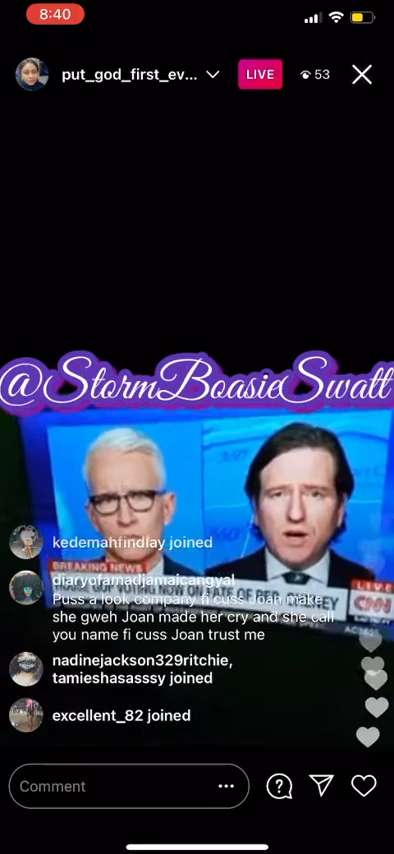 8:40
put_god_first_ev...
LIVE
53
@StormBoasieSwatt
kedemahfindlay joined
BREAKING NEWS
diaryofamadjamaicangyal
Puss a look company fi cuss Joan make
she gweh Joan made her cry and she call
you name fi cuss Joan trust me
LIVE
CNN
nadinejackson329ritchie,
tamieshasasssy joined
excellent_82 joined
Comment